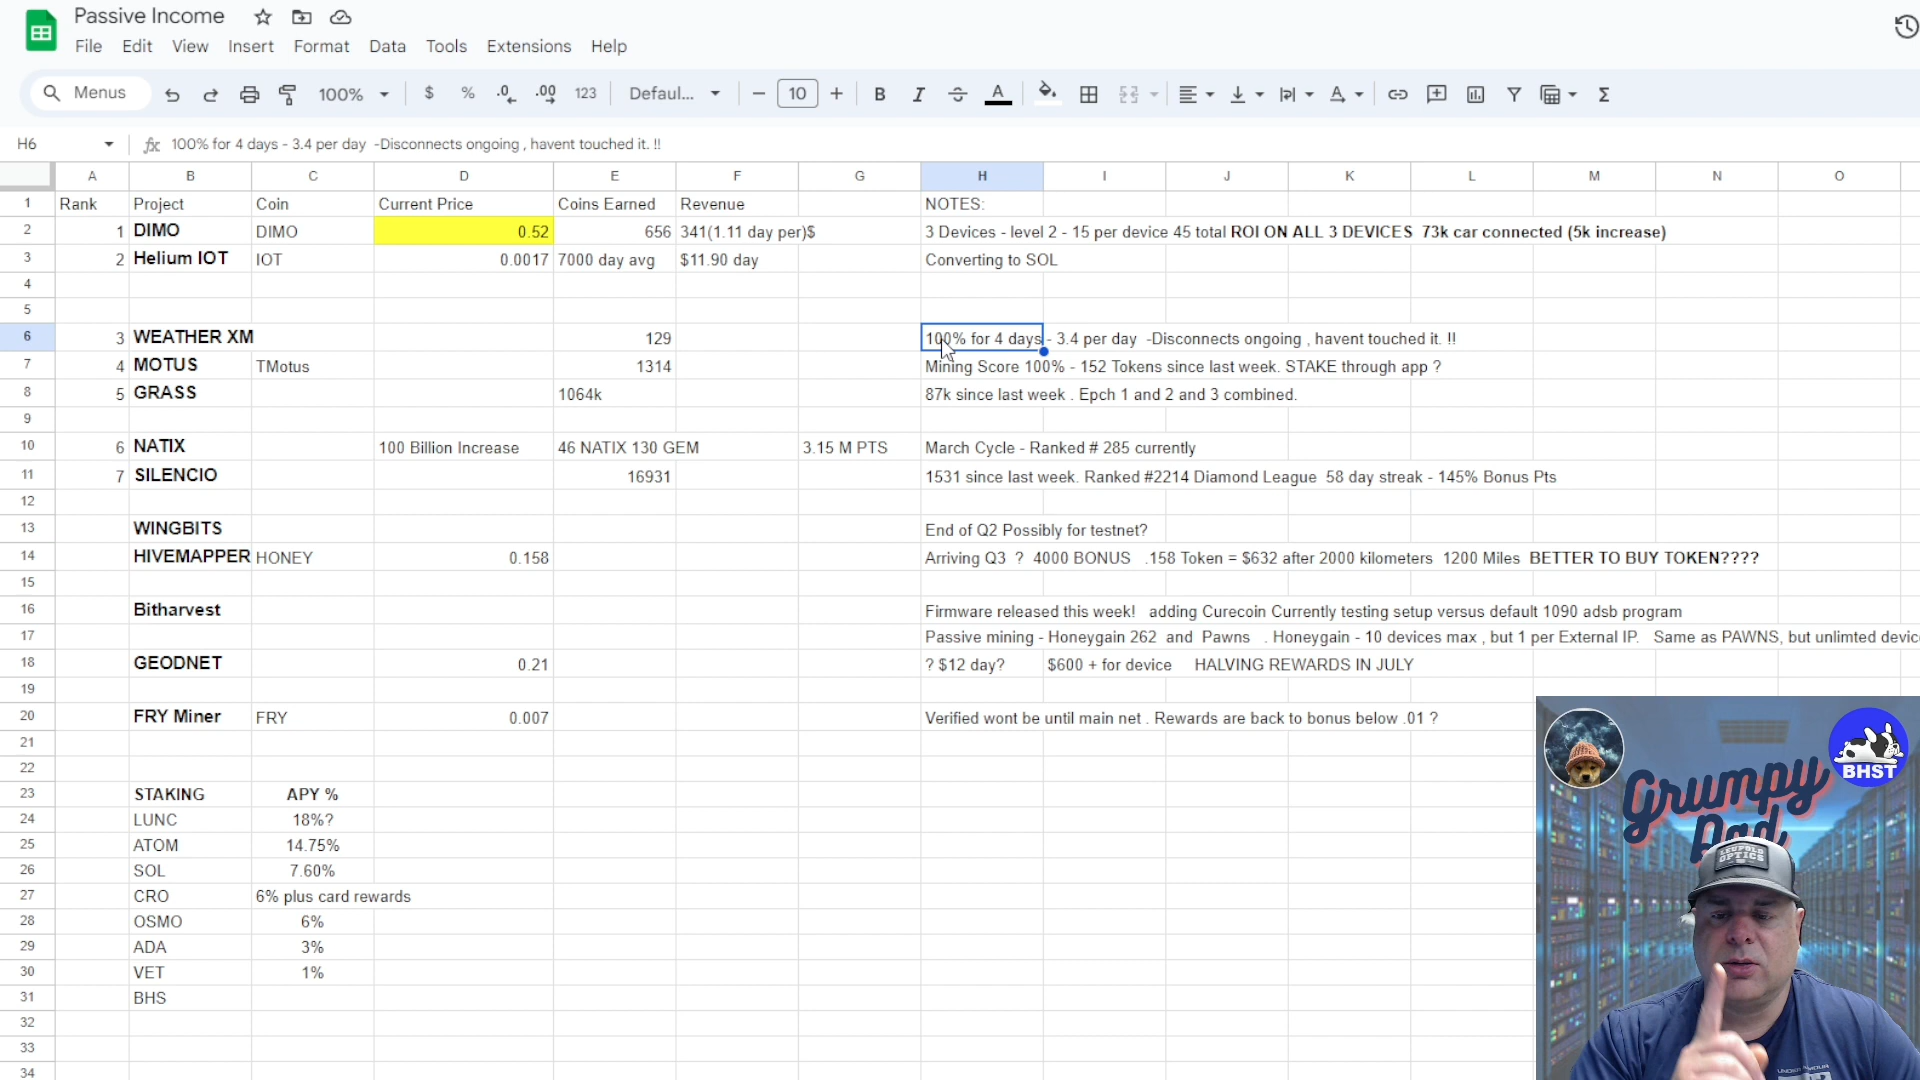 Passive Income
File Edit View Insert Format Data Tools Extensions Help
Menus 100% $ % .0 .00 123 Defaul... 10 B I A
H6 fx 100% for 4 days - 3.4 per day -Disconnects ongoing , havent touched it. !!
A B C D E F G H I J K L M N O
1 Rank Project Coin Current Price Coins Earned Revenue NOTES:
2 1 DIMO DIMO 0.52 656 341(1.11 day per)$ 3 Devices - level 2 - 15 per device 45 total ROI ON ALL 3 DEVICES 73k car connected (5k increase)
3 2 Helium IOT IOT 0.0017 7000 day avg $11.90 day Converting to SOL
4
5
6 3 WEATHER XM 129 100% for 4 days - 3.4 per day -Disconnects ongoing , havent touched it. !!
7 4 MOTUS TMotus 1314 Mining Score 100% - 152 Tokens since last week. STAKE through app ?
8 5 GRASS 1064k 87k since last week . Epch 1 and 2 and 3 combined.
9
10 6 NATIX 100 Billion Increase 46 NATIX 130 GEM 3.15 M PTS March Cycle - Ranked # 285 currently
11 7 SILENCIO 16931 1531 since last week. Ranked #2214 Diamond League 58 day streak - 145% Bonus Pts
12
13 WINGBITS End of Q2 Possibly for testnet?
14 HIVEMAPPER HONEY 0.158 Arriving Q3 ? 4000 BONUS .158 Token = $632 after 2000 kilometers 1200 Miles BETTER TO BUY TOKEN????
15
16 Bitharvest Firmware released this week! adding Curecoin Currently testing setup versus default 1090 adsb program
17 Passive mining - Honeygain 262 and Pawns . Honeygain - 10 devices max , but 1 per External IP. Same as PAWNS, but unlimted devic
18 GEODNET 0.21 ? $12 day? $600 + for device HALVING REWARDS IN JULY
19
20 FRY Miner FRY 0.007 Verified wont be until main net . Rewards are back to bonus below .01 ?
21
22
23 STAKING APY %
24 LUNC 18%?
25 ATOM 14.75%
26 SOL 7.60%
27 CRO 6% plus card rewards
28 OSMO 6%
29 ADA 3%
30 VET 1%
31 BHS
32
33
34
BHST
Grumpy
Dad
LEUPOLD
OPTICS